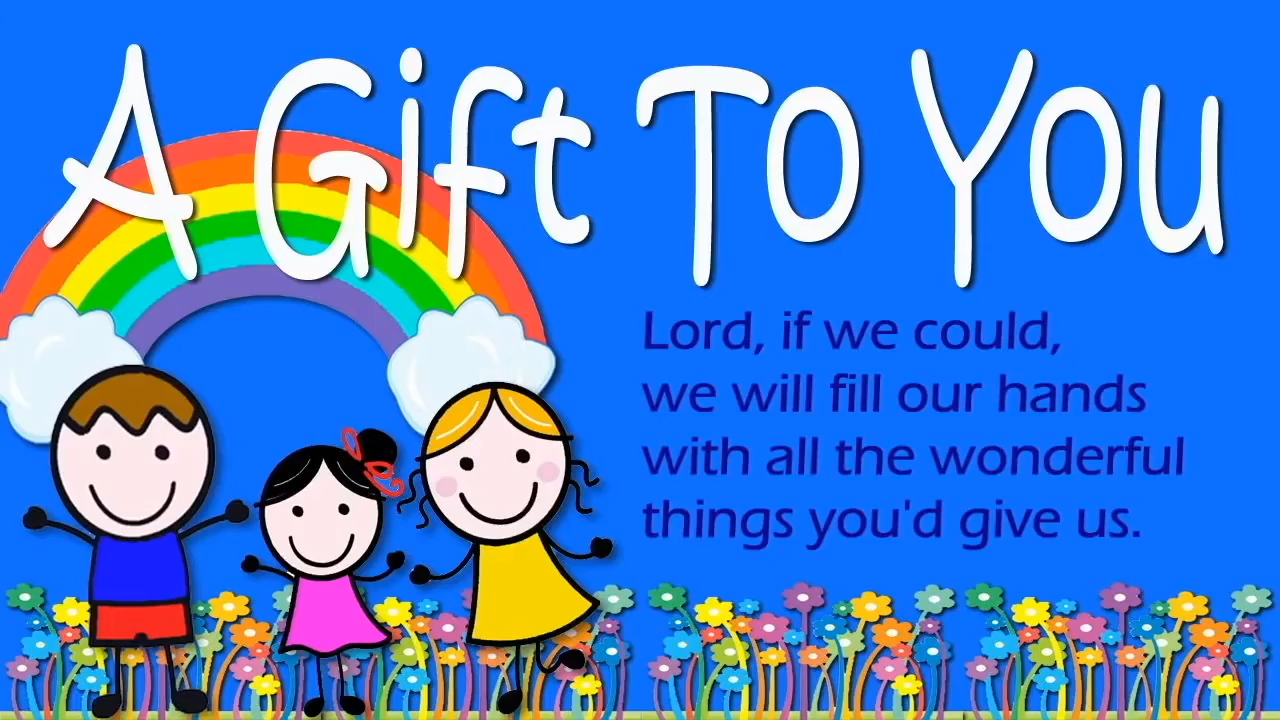 A Gift To You
Lord, if we could,
we will fill our hands
with all the wonderful
things you'd give us.